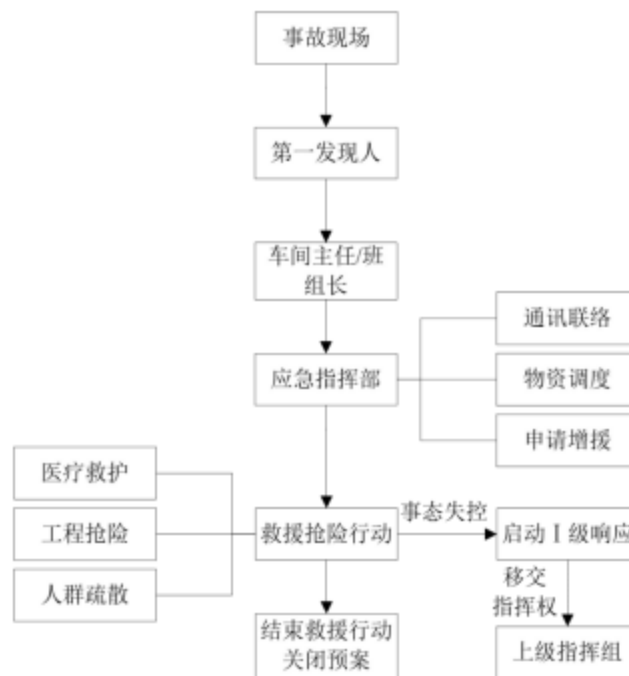 事故现场
第一发现人
车间主任/班
组长
通讯联络
应急指挥部
物资调度
申请增援
医疗救护
工程抢险
救援抢险行动
事态失控
启动Ⅰ级响应
人群疏散
移交
指挥权
结束救援行动
关闭预案
上级指挥组